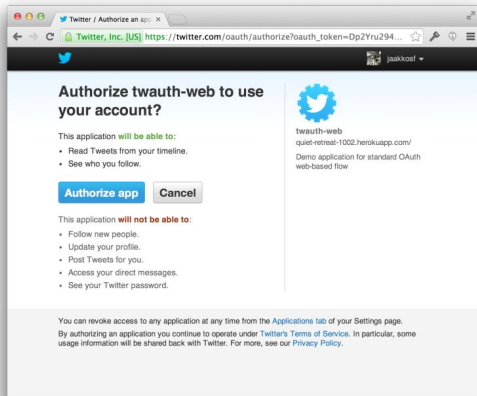 Twitter / Authorize an app
Twitter, Inc. [US] https://twitter.com/oauth/authorize?oauth_token=Dp2Yru294...
jaakkosf
Authorize twauth-web to use
your account?
This application will be able to:
• Read Tweets from your timeline.
• See who you follow.
Authorize app Cancel
This application will not be able to:
• Follow new people.
• Update your profile.
• Post Tweets for you.
• Access your direct messages.
• See your Twitter password.
twauth-web
quiet-retreat-1002.herokuapp.com/
Demo application for standard OAuth
web-based flow
You can revoke access to any application at any time from the Applications tab of your Settings page.
By authorizing an application you continue to operate under Twitter's Terms of Service. In particular, some
usage information will be shared back with Twitter. For more, see our Privacy Policy.